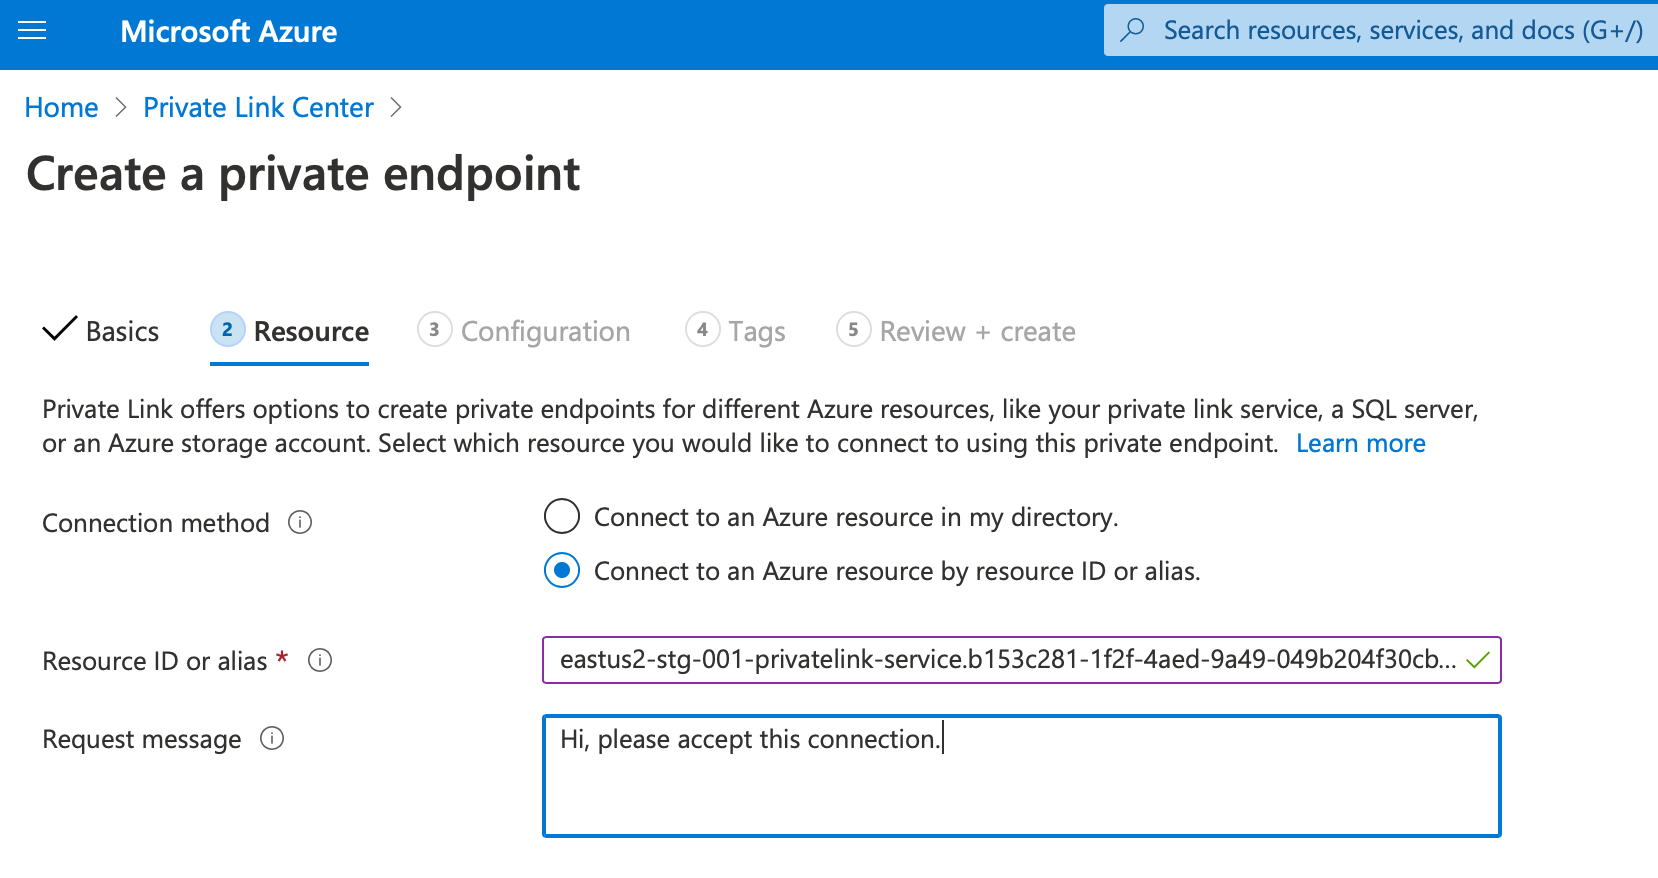 Microsoft Azure
Search resources, services, and docs (G+/)
Home > Private Link Center >
Create a private endpoint
Basics 2 Resource 3 Configuration 4 Tags 5 Review + create
Private Link offers options to create private endpoints for different Azure resources, like your private link service, a SQL server,
or an Azure storage account. Select which resource you would like to connect to using this private endpoint. Learn more
Connection method
Connect to an Azure resource in my directory.
Connect to an Azure resource by resource ID or alias.
Resource ID or alias *
eastus2-stg-001-privatelink-service.b153c281-1f2f-4aed-9a49-049b204f30cb...
Request message
Hi, please accept this connection.